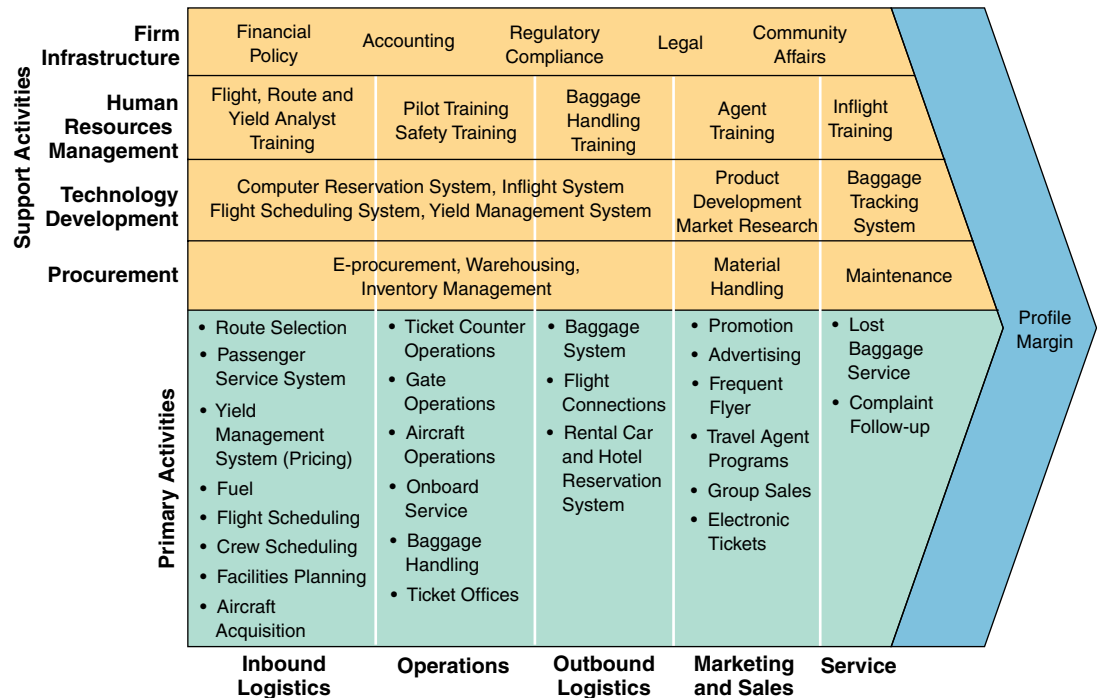 Support Activities
Firm
Infrastructure
Financial
Policy
Accounting
Regulatory
Compliance
Legal
Community
Affairs
Human
Resources
Management
Flight, Route and
Yield Analyst
Training
Pilot Training
Safety Training
Baggage
Handling
Training
Agent
Training
Inflight
Training
Technology
Development
Computer Reservation System, Inflight System
Flight Scheduling System, Yield Management System
Product
Development
Market Research
Baggage
Tracking
System
Procurement
E-procurement, Warehousing,
Inventory Management
Material
Handling
Maintenance
Profile
Margin
Primary Activities
• Route Selection
• Passenger
Service System
• Yield
Management
System (Pricing)
• Fuel
• Flight Scheduling
• Crew Scheduling
• Facilities Planning
• Aircraft
Acquisition
• Ticket Counter
Operations
• Gate
Operations
• Aircraft
Operations
• Onboard
Service
• Baggage
Handling
• Ticket Offices
• Baggage
System
• Flight
Connections
• Rental Car
and Hotel
Reservation
System
• Promotion
• Advertising
• Frequent
Flyer
• Travel Agent
Programs
• Group Sales
• Electronic
Tickets
• Lost
Baggage
Service
• Complaint
Follow-up
Inbound
Logistics
Operations
Outbound
Logistics
Marketing
and Sales
Service